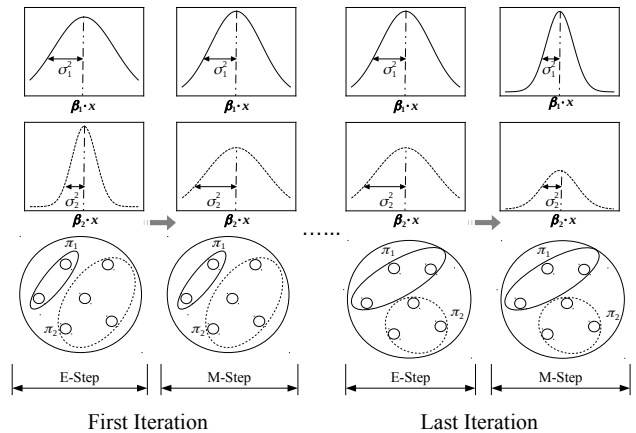 σ₁² σ₁² σ₁² σ₁²
β₁·x β₁·x β₁·x β₁·x
σ₂² σ₂² σ₂² σ₂²
β₂·x β₂·x β₂·x β₂·x
......
π₁ π₁ π₁ π₁
π₂ π₂ π₂ π₂
E-Step M-Step E-Step M-Step
First Iteration Last Iteration